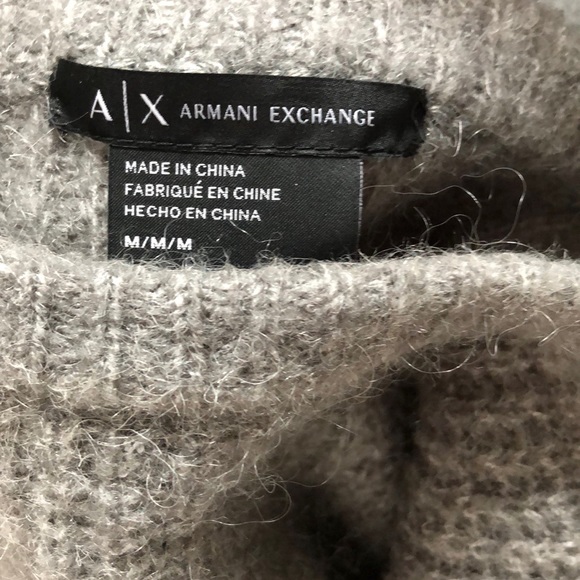 A|X ARMANI EXCHANGE
MADE IN CHINA
FABRIQUÉ EN CHINE
HECHO EN CHINA
M/M/M